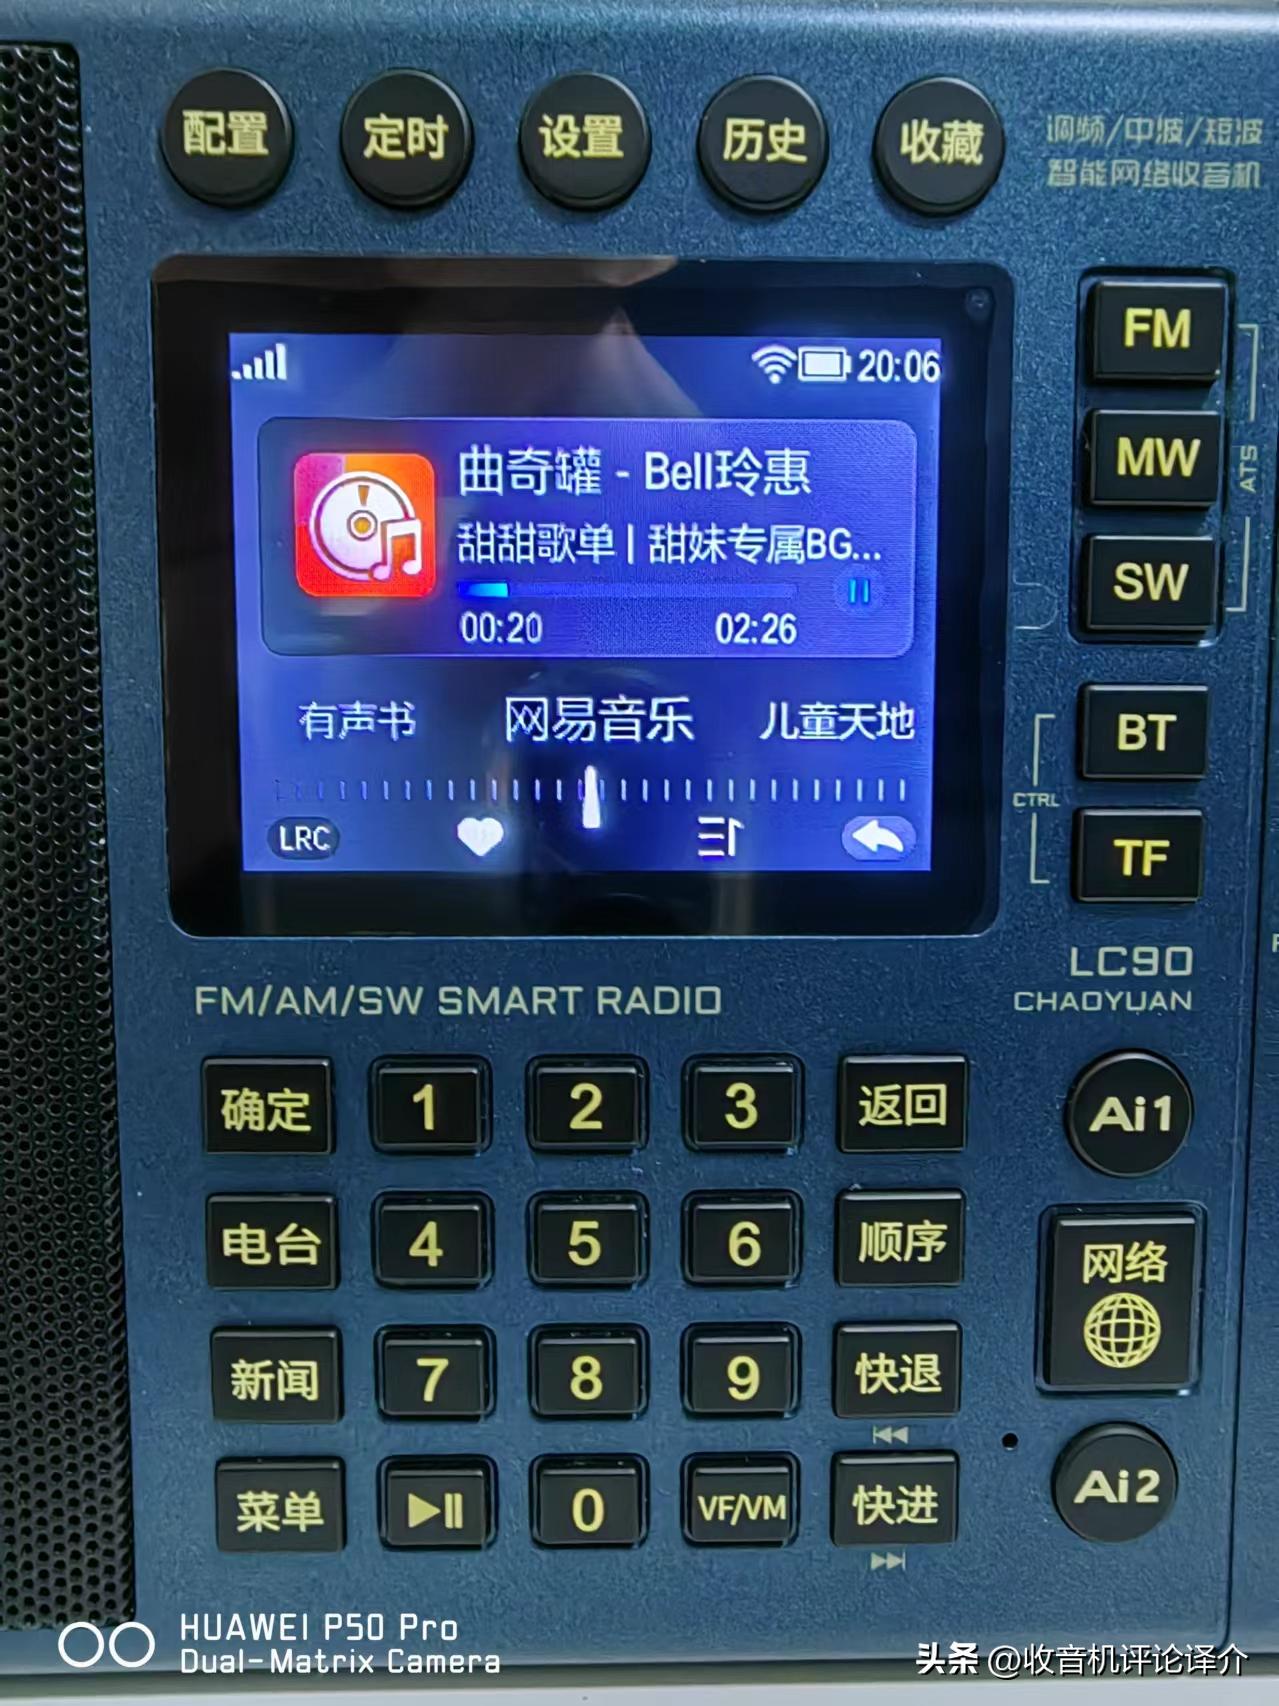 配置 定时 设置 历史 收藏
调频/中波/短波
智能网络收音机
20:06
曲奇罐 - Bell玲惠
甜甜歌单 | 甜妹专属BG...
00:20 02:26
有声书 网易音乐 儿童天地
LRC
FM
MW
SW
ATS
BT
CTRL
TF
LC90
CHAOYUAN
FM/AM/SW SMART RADIO
确定 1 2 3 返回
Ai1
电台 4 5 6 顺序
网络
新闻 7 8 9 快退
菜单 0 VF/VM 快进
Ai2
HUAWEI P50 Pro
Dual-Matrix Camera
头条 @收音机评论译介